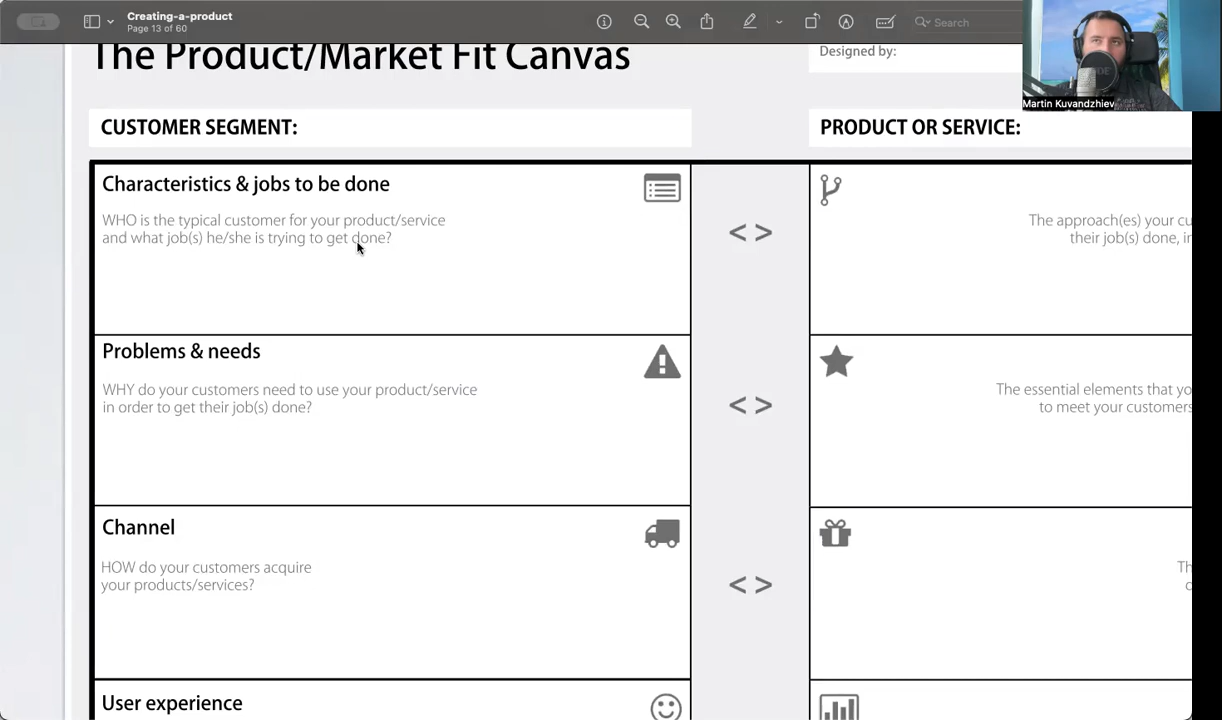 Creating-a-product
Page 13 of 60
Search
Martin Kuvandzhiev
The Product/Market Fit Canvas
Designed by:
CUSTOMER SEGMENT:
PRODUCT OR SERVICE:
Characteristics & jobs to be done
WHO is the typical customer for your product/service
and what job(s) he/she is trying to get done?
< >
The approach(es) your cu
their job(s) done, in
Problems & needs
WHY do your customers need to use your product/service
in order to get their job(s) done?
< >
The essential elements that yo
to meet your customers
Channel
HOW do your customers acquire
your products/services?
< >
Th
User experience